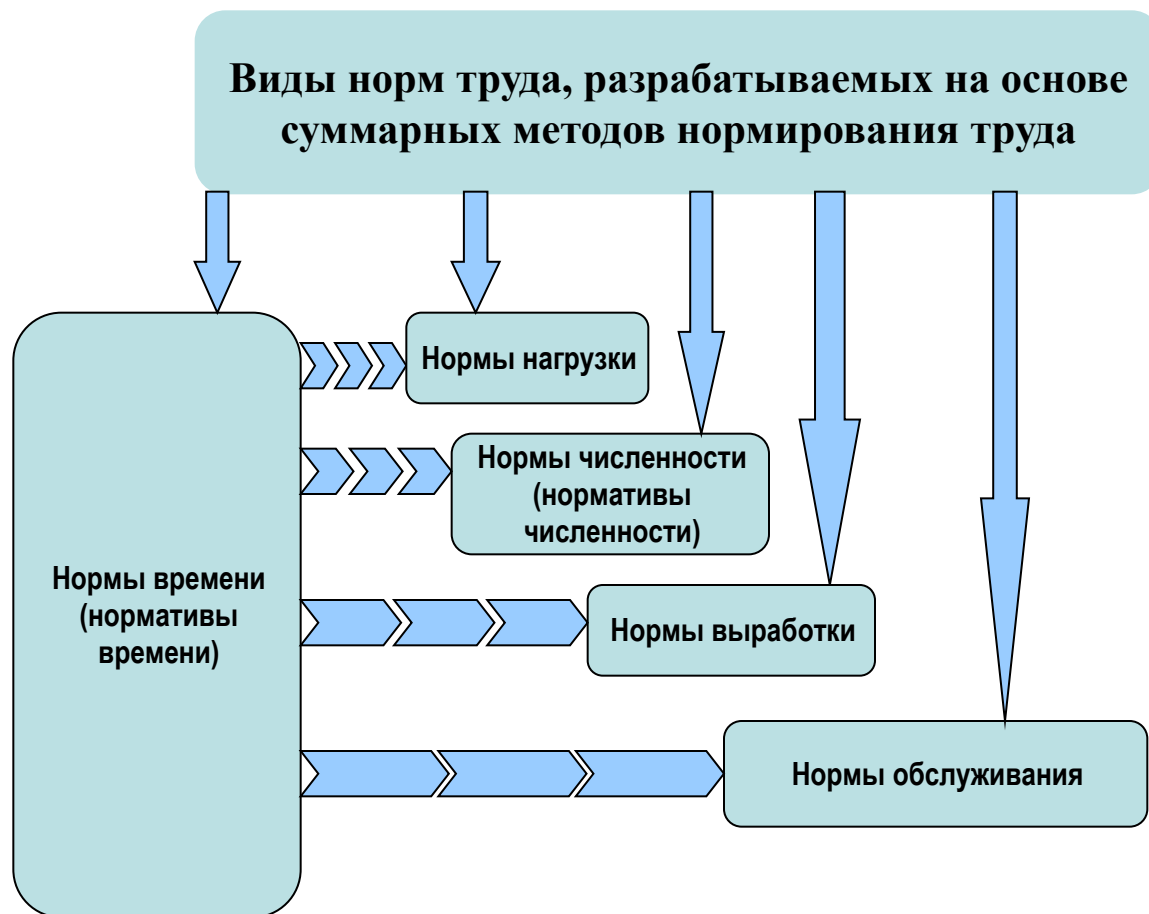 Виды норм труда, разрабатываемых на основе
суммарных методов нормирования труда
Нормы нагрузки
Нормы численности
(нормативы
численности)
Нормы времени
(нормативы
времени)
Нормы выработки
Нормы обслуживания